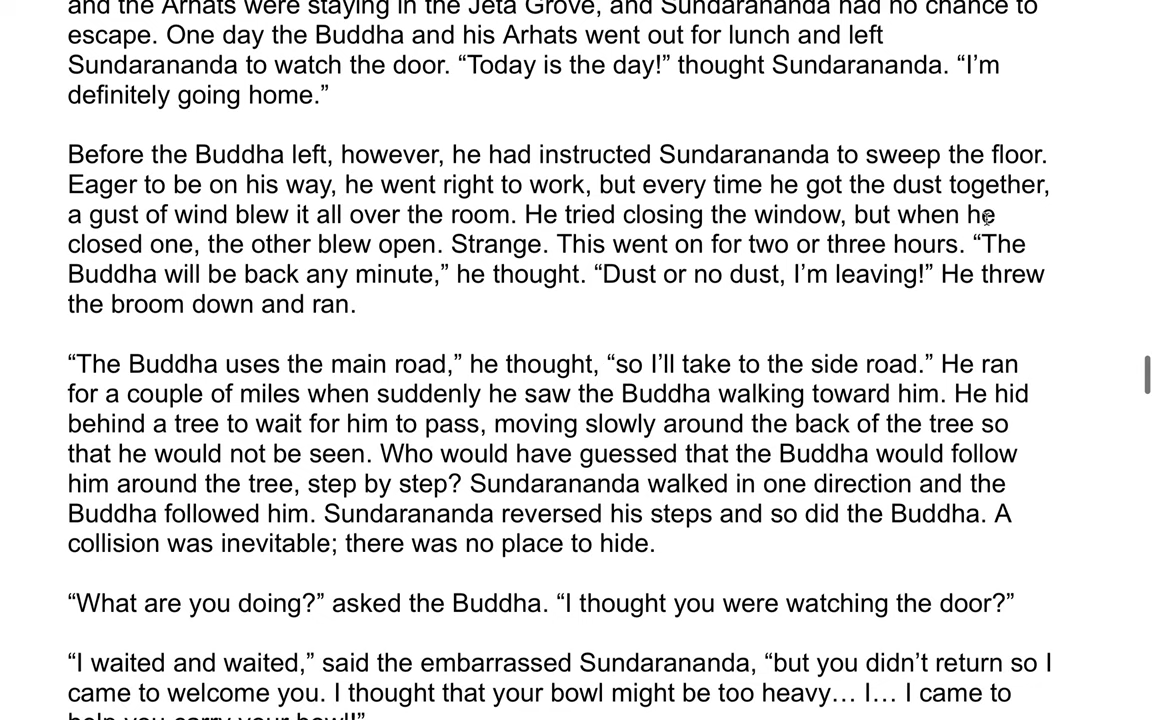 and the Arhats were staying in the Jeta Grove, and Sundarananda had no chance to
escape. One day the Buddha and his Arhats went out for lunch and left
Sundarananda to watch the door. “Today is the day!” thought Sundarananda. “I’m
definitely going home.”
Before the Buddha left, however, he had instructed Sundarananda to sweep the floor.
Eager to be on his way, he went right to work, but every time he got the dust together,
a gust of wind blew it all over the room. He tried closing the window, but when he
closed one, the other blew open. Strange. This went on for two or three hours. “The
Buddha will be back any minute,” he thought. “Dust or no dust, I’m leaving!” He threw
the broom down and ran.
“The Buddha uses the main road,” he thought, “so I’ll take to the side road.” He ran
for a couple of miles when suddenly he saw the Buddha walking toward him. He hid
behind a tree to wait for him to pass, moving slowly around the back of the tree so
that he would not be seen. Who would have guessed that the Buddha would follow
him around the tree, step by step? Sundarananda walked in one direction and the
Buddha followed him. Sundarananda reversed his steps and so did the Buddha. A
collision was inevitable; there was no place to hide.
“What are you doing?” asked the Buddha. “I thought you were watching the door?”
“I waited and waited,” said the embarrassed Sundarananda, “but you didn’t return so I
came to welcome you. I thought that your bowl might be too heavy… I… I came to
help you carry your bowl!”